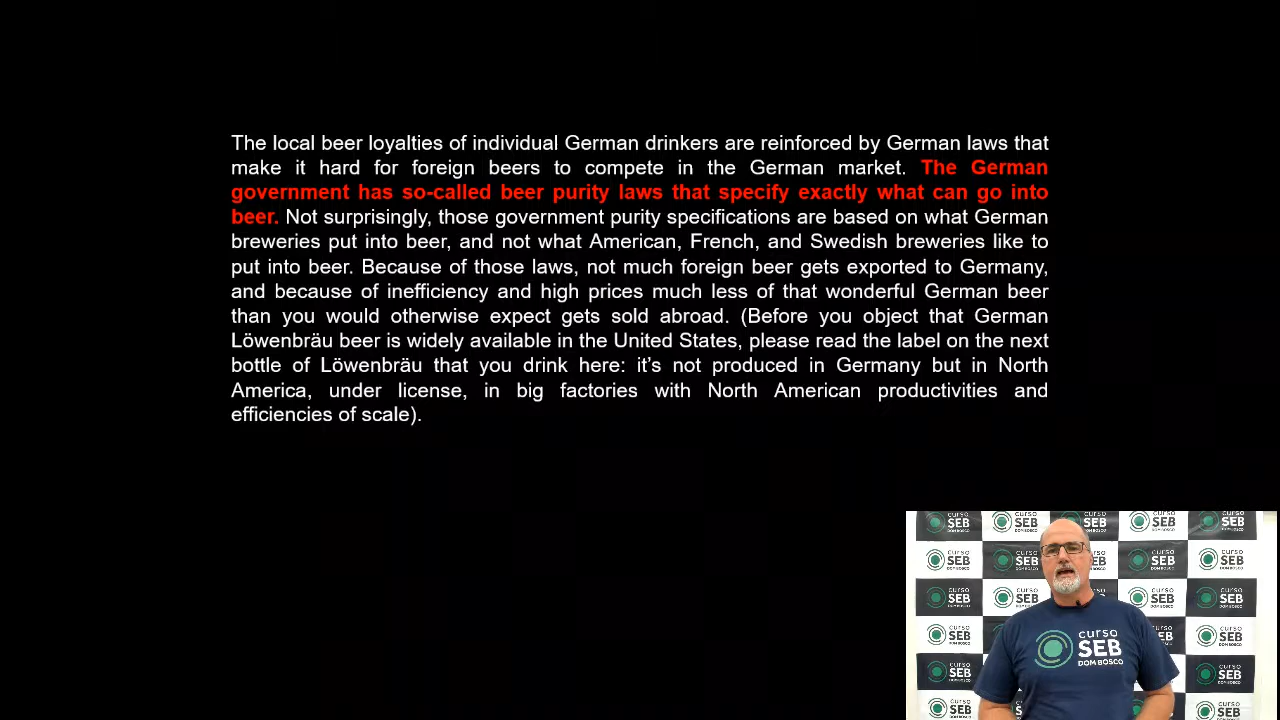 The local beer loyalties of individual German drinkers are reinforced by German laws that
make it hard for foreign beers to compete in the German market. The German
government has so-called beer purity laws that specify exactly what can go into
beer. Not surprisingly, those government purity specifications are based on what German
breweries put into beer, and not what American, French, and Swedish breweries like to
put into beer. Because of those laws, not much foreign beer gets exported to Germany,
and because of inefficiency and high prices much less of that wonderful German beer
than you would otherwise expect gets sold abroad. (Before you object that German
Löwenbräu beer is widely available in the United States, please read the label on the next
bottle of Löwenbräu that you drink here: it’s not produced in Germany but in North
America, under license, in big factories with North American productivities and
efficiencies of scale).
curso
SEB
DOM BOSCO